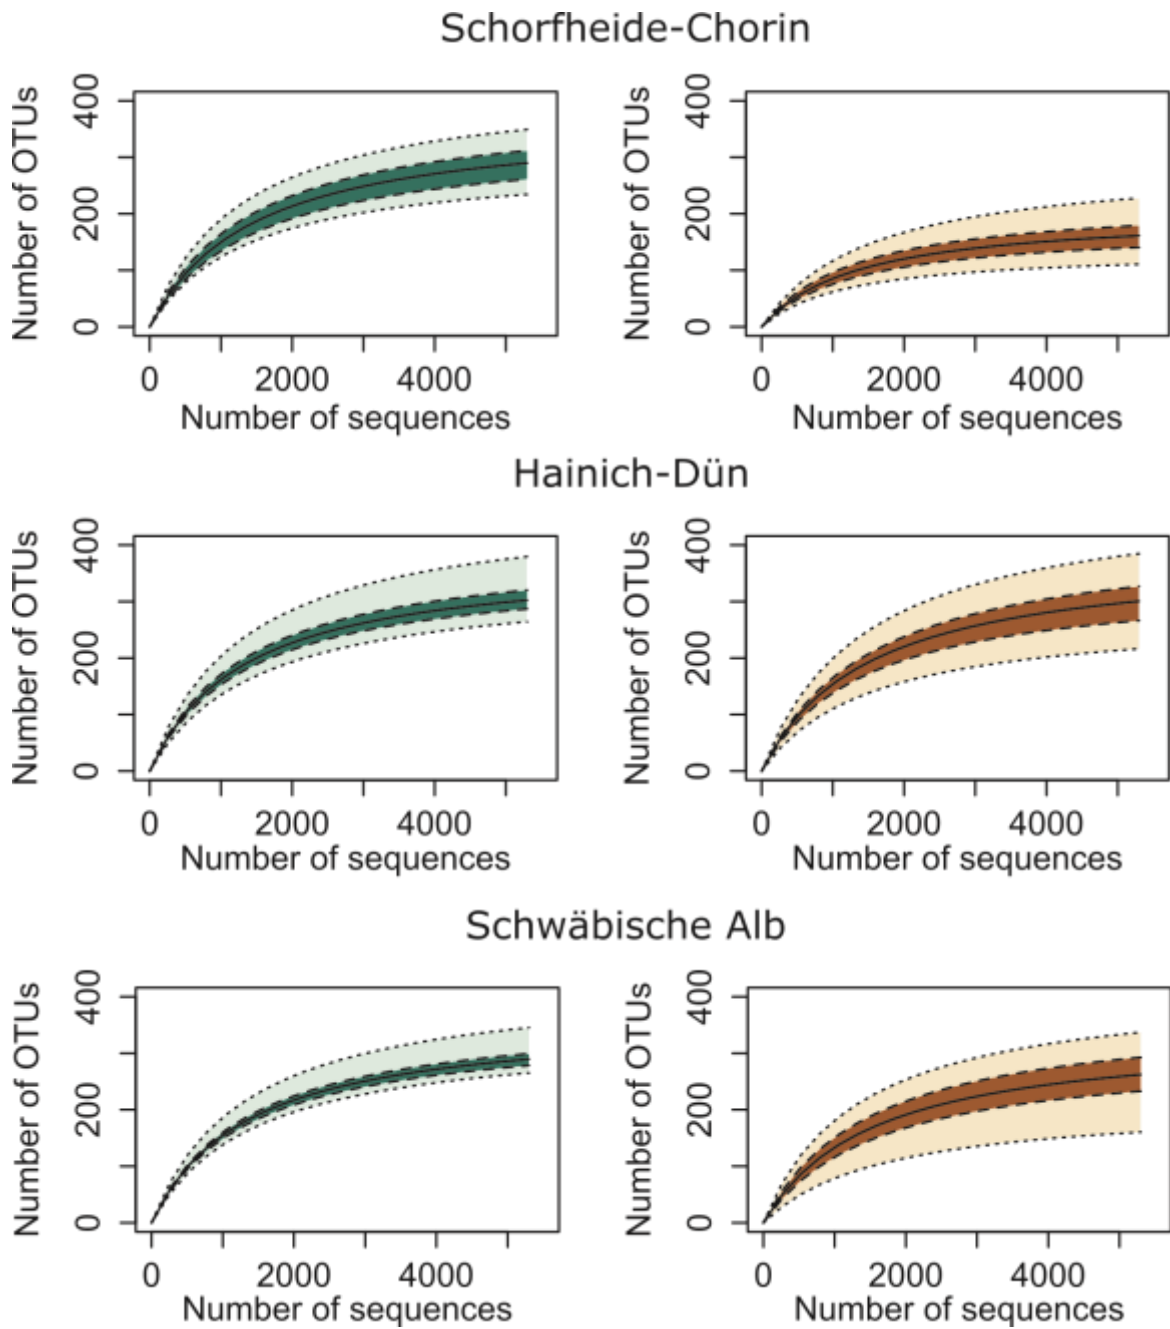 Schorfheide-Chorin
Number of OTUs
400
200
0
0 2000 4000
Number of sequences
Number of OTUs
400
200
0
0 2000 4000
Number of sequences
Hainich-Dün
Number of OTUs
400
200
0
0 2000 4000
Number of sequences
Number of OTUs
400
200
0
0 2000 4000
Number of sequences
Schwäbische Alb
Number of OTUs
400
200
0
0 2000 4000
Number of sequences
Number of OTUs
400
200
0
0 2000 4000
Number of sequences